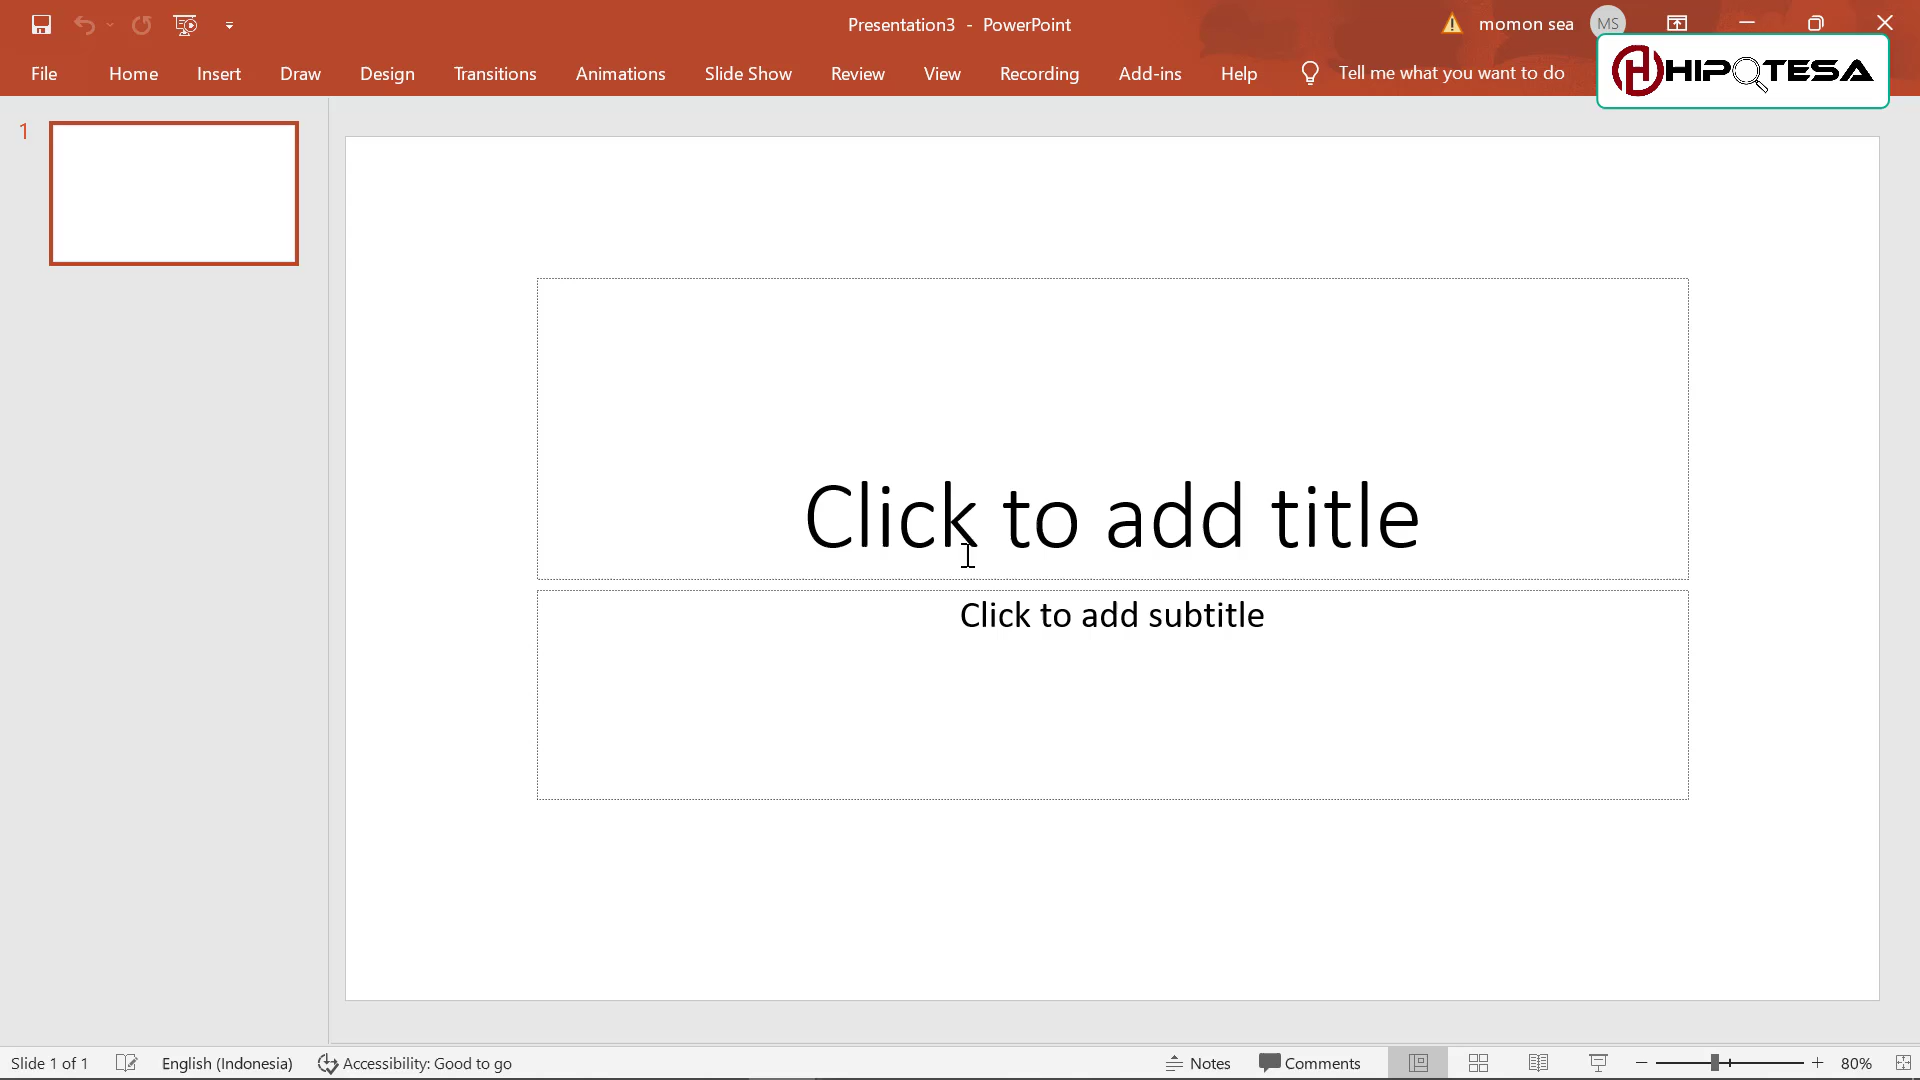 Presentation3 - PowerPoint
momon sea
MS
File Home Insert Draw Design Transitions Animations Slide Show Review View Recording Add-ins Help Tell me what you want to do
HIPOTESA
1
Click to add title
Click to add subtitle
Slide 1 of 1 English (Indonesia) Accessibility: Good to go Notes Comments 80%